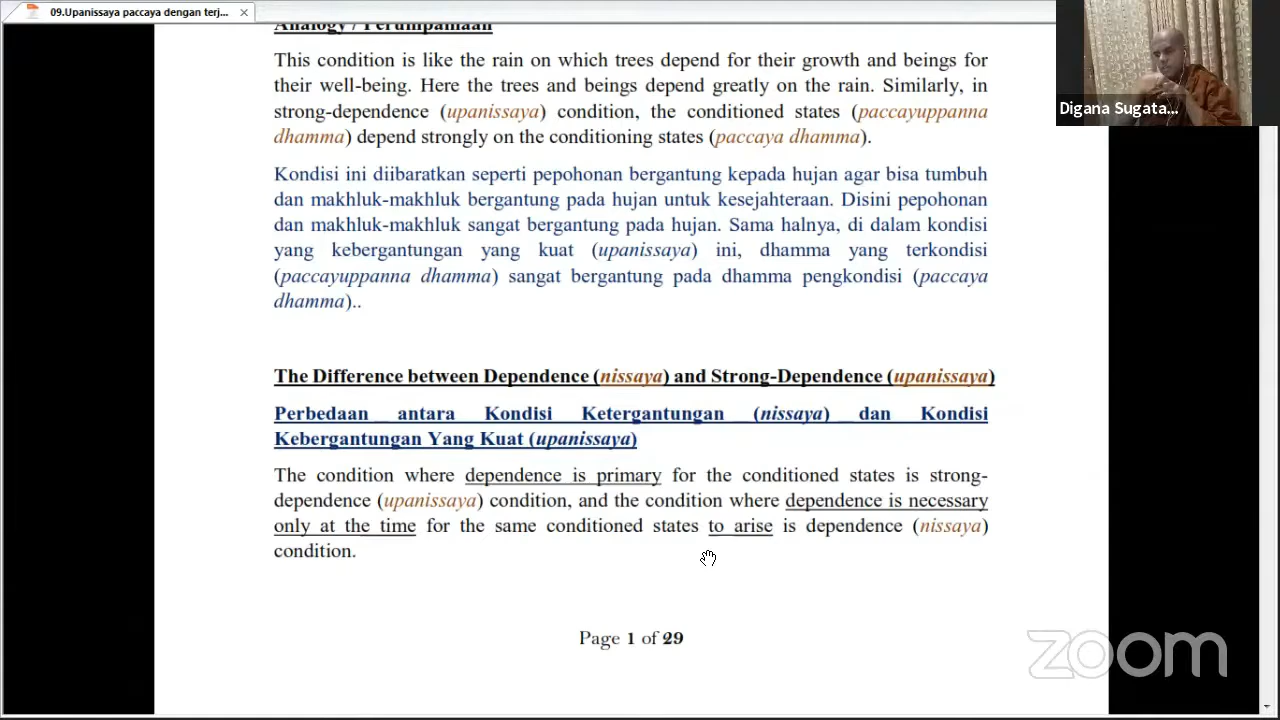 09.Upanissaya paccaya dengan terj...
Analogy / Perumpamaan
This condition is like the rain on which trees depend for their growth and beings for
their well-being. Here the trees and beings depend greatly on the rain. Similarly, in
strong-dependence (upanissaya) condition, the conditioned states (paccayuppanna
dhamma) depend strongly on the conditioning states (paccaya dhamma).
Kondisi ini diibaratkan seperti pepohonan bergantung kepada hujan agar bisa tumbuh
dan makhluk-makhluk bergantung pada hujan untuk kesejahteraan. Disini pepohonan
dan makhluk-makhluk sangat bergantung pada hujan. Sama halnya, di dalam kondisi
yang kebergantungan yang kuat (upanissaya) ini, dhamma yang terkondisi
(paccayuppanna dhamma) sangat bergantung pada dhamma pengkondisi (paccaya
dhamma)..
The Difference between Dependence (nissaya) and Strong-Dependence (upanissaya)
Perbedaan antara Kondisi Ketergantungan (nissaya) dan Kondisi
Kebergantungan Yang Kuat (upanissaya)
The condition where dependence is primary for the conditioned states is strong-
dependence (upanissaya) condition, and the condition where dependence is necessary
only at the time for the same conditioned states to arise is dependence (nissaya)
condition.
Page 1 of 29
Digana Sugata...
zoom